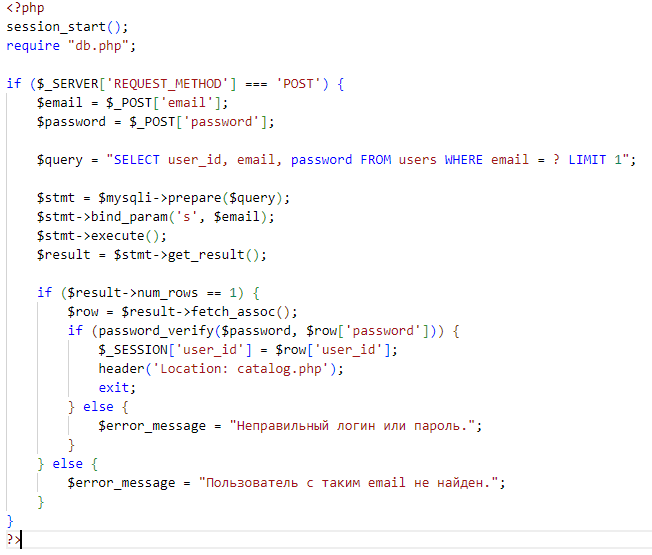 <?php
session_start();
require "db.php";
if ($_SERVER['REQUEST_METHOD'] === 'POST') {
$email = $_POST['email'];
$password = $_POST['password'];
$query = "SELECT user_id, email, password FROM users WHERE email = ? LIMIT 1";
$stmt = $mysqli->prepare($query);
$stmt->bind_param('s', $email);
$stmt->execute();
$result = $stmt->get_result();
if ($result->num_rows == 1) {
$row = $result->fetch_assoc();
if (password_verify($password, $row['password'])) {
$_SESSION['user_id'] = $row['user_id'];
header('Location: catalog.php');
exit;
} else {
$error_message = "Неправильный логин или пароль.";
}
} else {
$error_message = "Пользователь с таким email не найден.";
}
}
?>